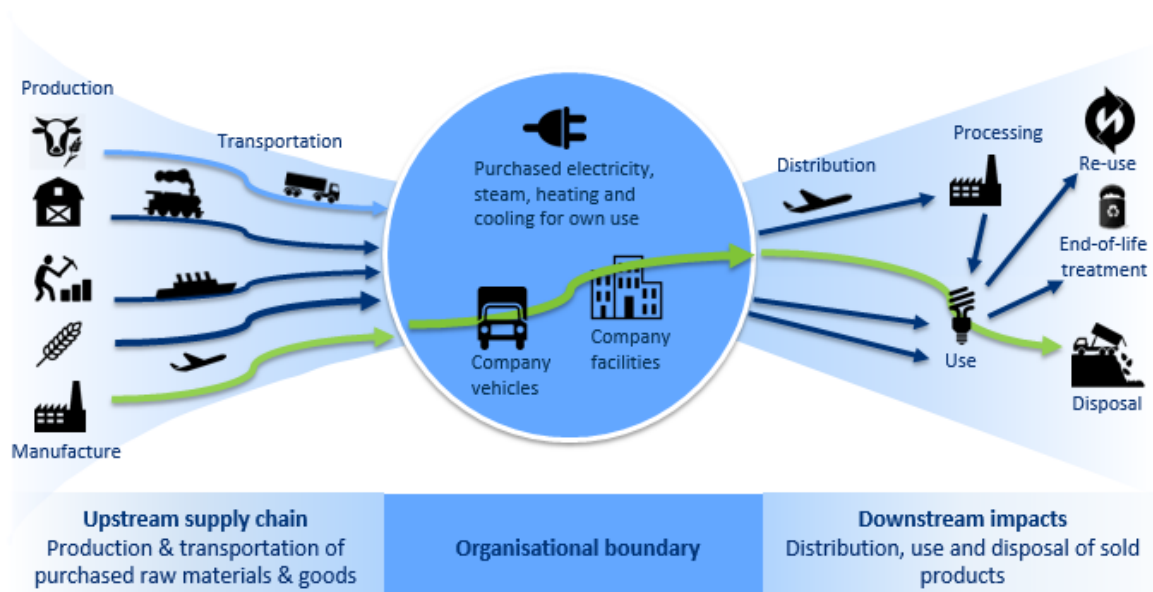 Production
Transportation
Manufacture
Purchased electricity,
steam, heating and
cooling for own use
Company
vehicles
Company
facilities
Distribution
Processing
Use
Re-use
End-of-life
treatment
Disposal
Upstream supply chain
Production & transportation of
purchased raw materials & goods
Organisational boundary
Downstream impacts
Distribution, use and disposal of sold
products